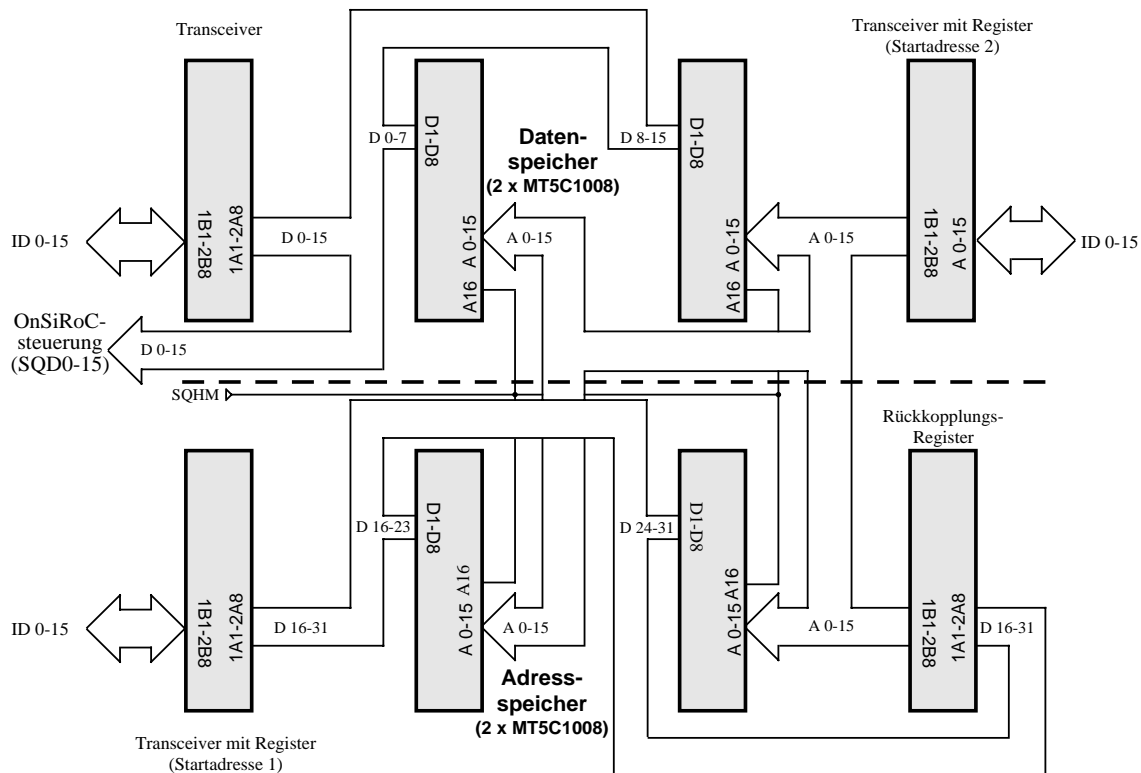 Transceiver
Transceiver mit Register
(Startadresse 2)
1B1-2B8
1A1-2A8
ID 0-15
D 0-15
D 0-7
D1-D8
A 0-15
A16
Daten-
speicher
(2 x MT5C1008)
A 0-15
D 8-15
D1-D8
A 0-15
A16
A 0-15
1B1-2B8
A 0-15
ID 0-15
OnSiRoC-
steuerung
(SQD0-15)
D 0-15
SQHM
Rückkopplungs-
Register
1B1-2B8
1A1-2A8
ID 0-15
D 16-31
D 16-23
D1-D8
A16
A 0-15
A 0-15
D 24-31
D1-D8
A16
A 0-15
A 0-15
1B1-2B8
1A1-2A8
D 16-31
Adress-
speicher
(2 x MT5C1008)
Transceiver mit Register
(Startadresse 1)